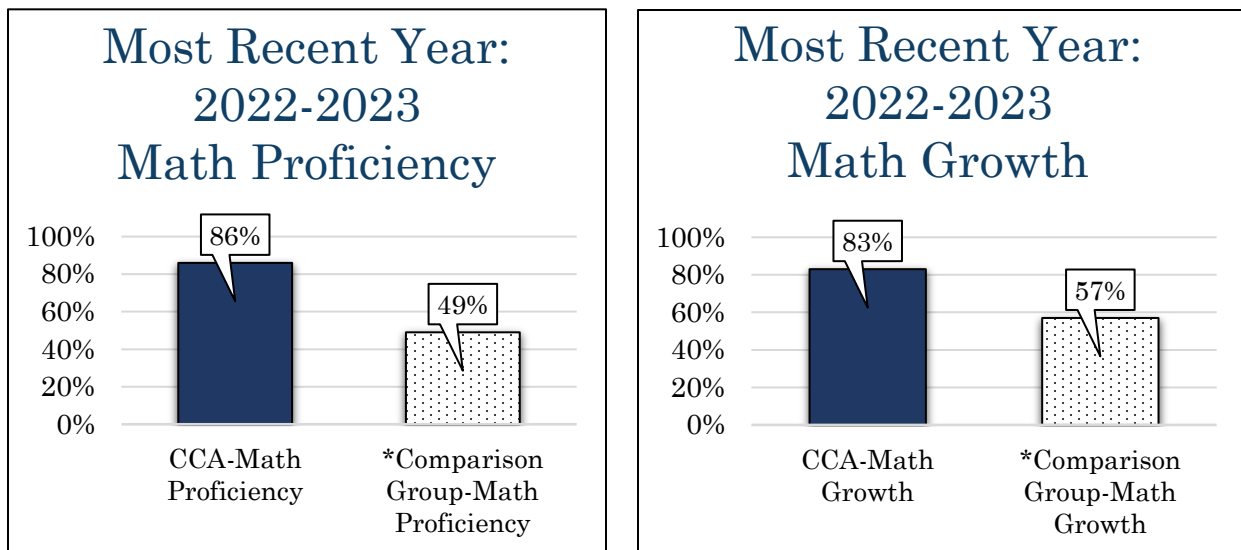 Most Recent Year:
2022-2023
Math Proficiency
100%
80%
60%
40%
20%
0%
86%
49%
CCA-Math
Proficiency
*Comparison
Group-Math
Proficiency
Most Recent Year:
2022-2023
Math Growth
100%
80%
60%
40%
20%
0%
83%
57%
CCA-Math
Growth
*Comparison
Group-Math
Growth